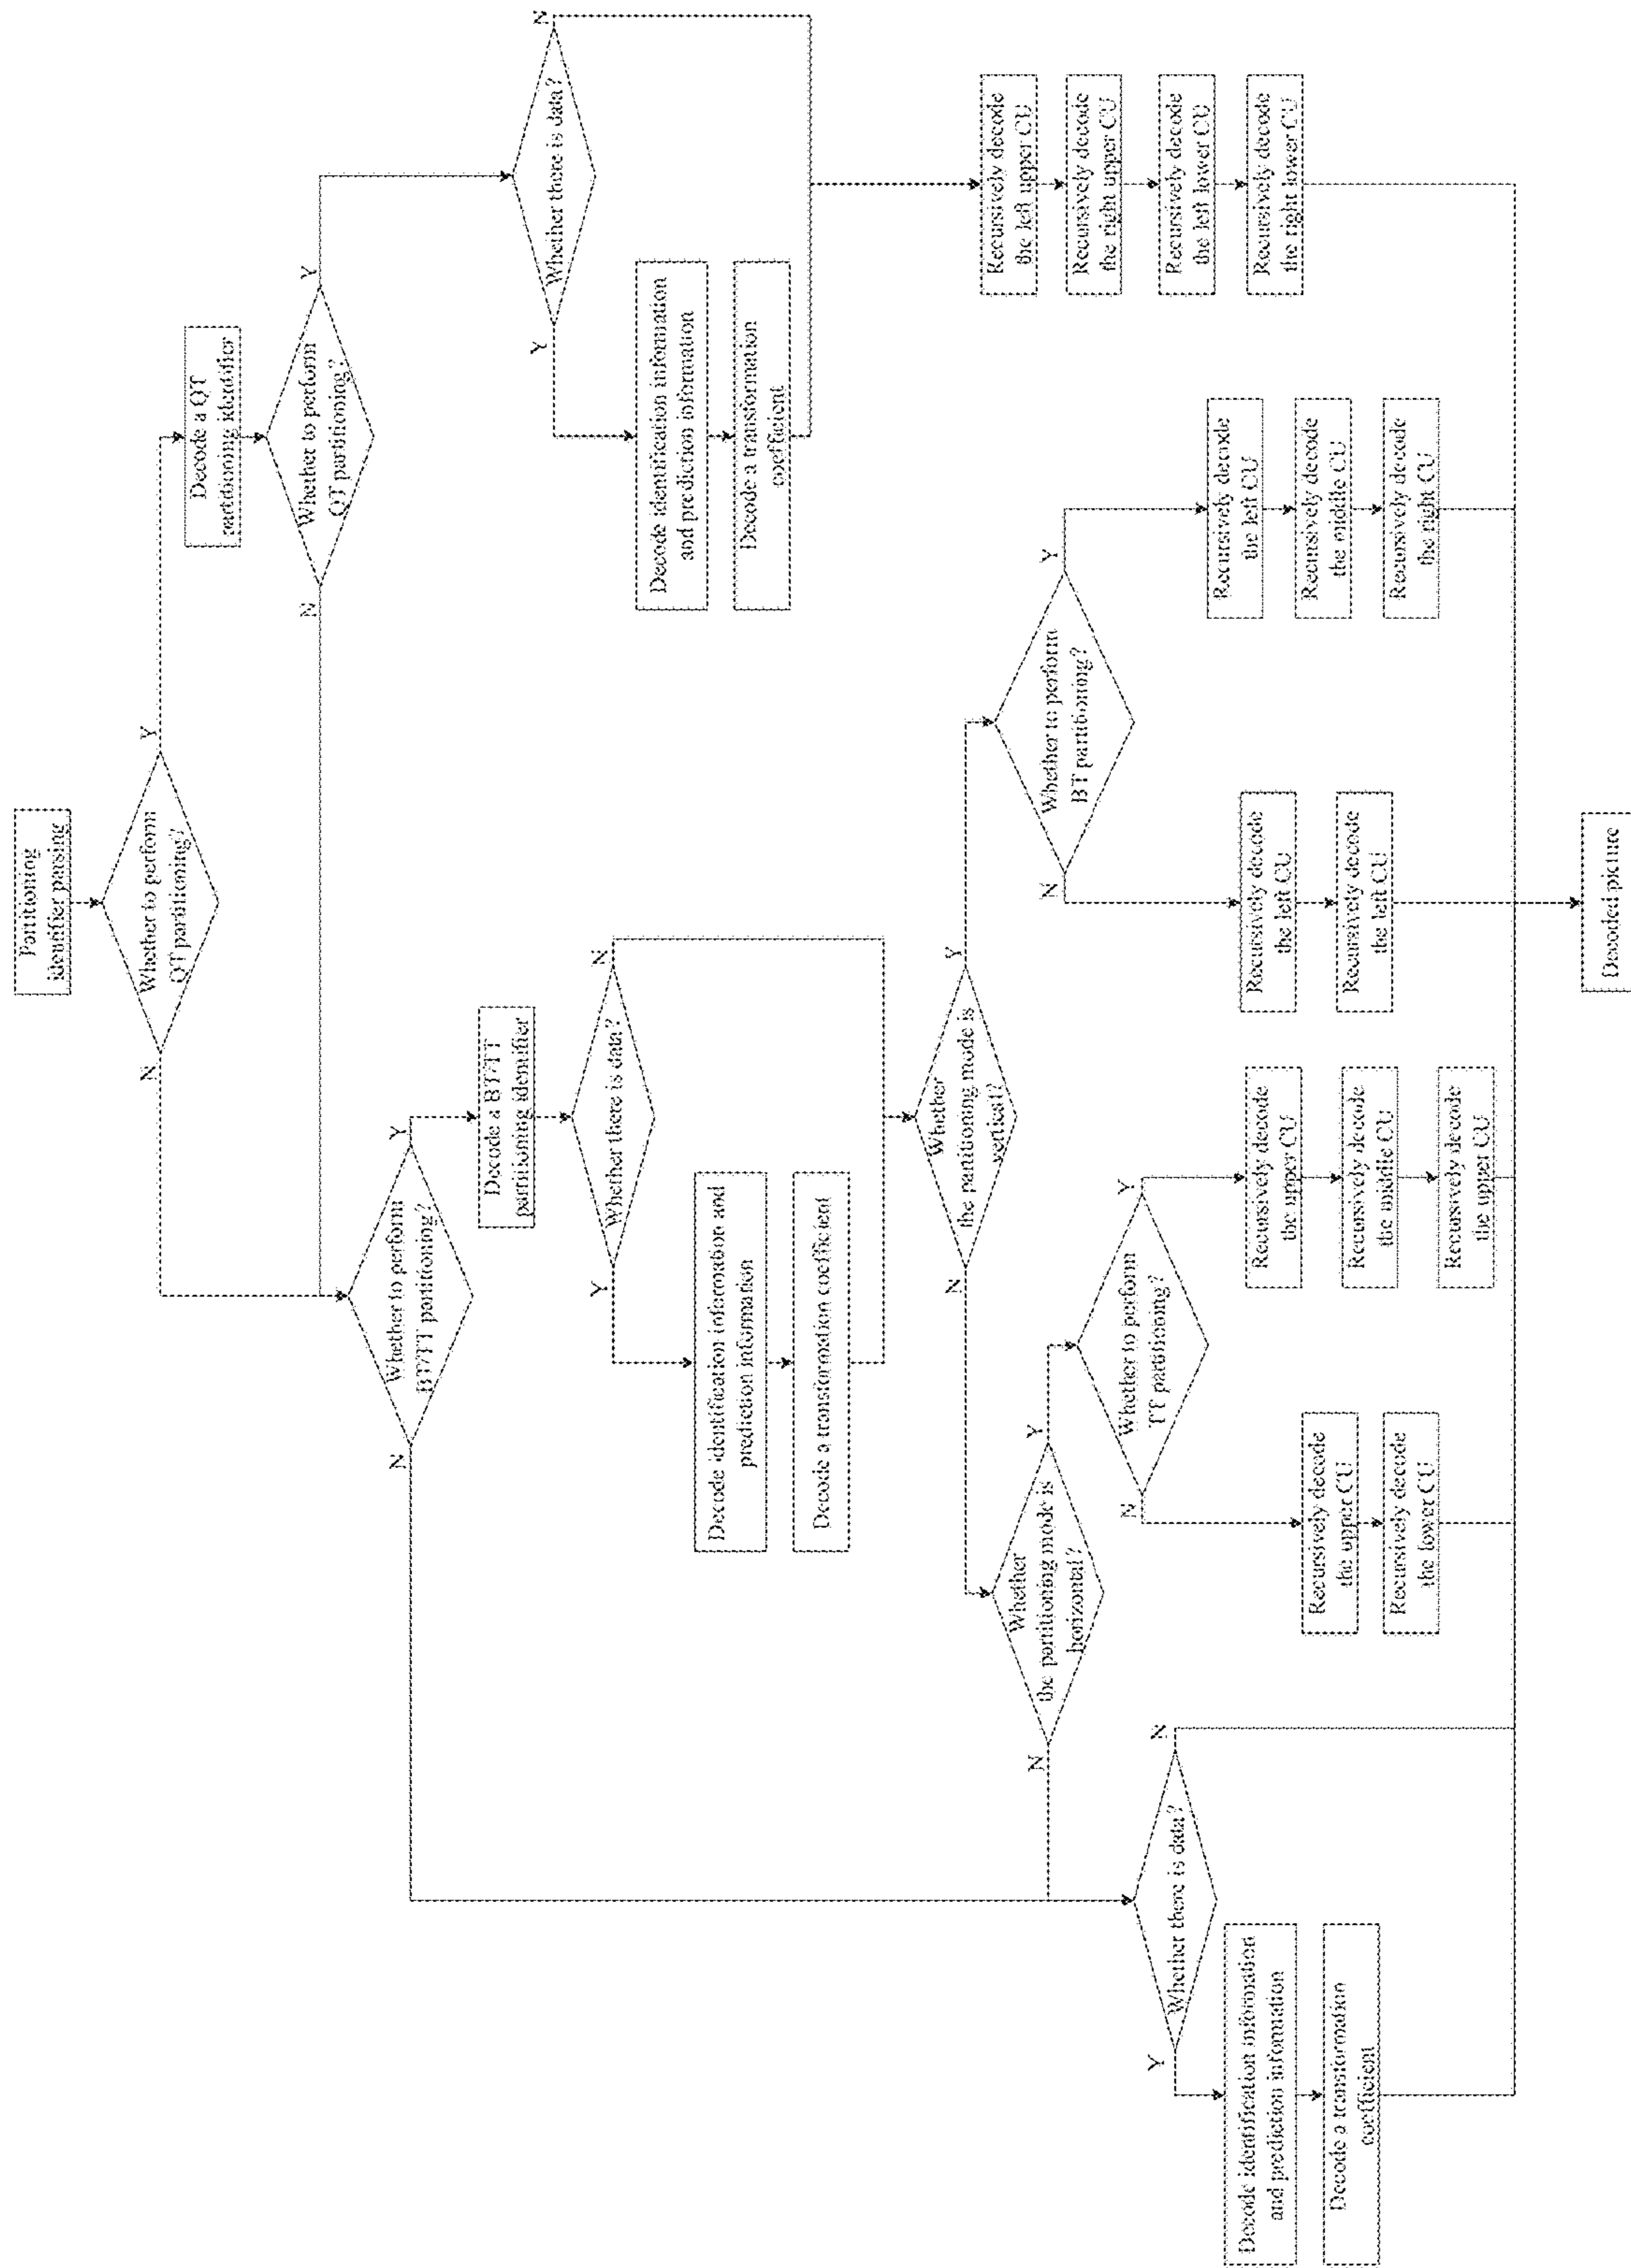 Partitioning
identifier parsing
Whether to perform
QT partitioning?
N
Y
Decode a QT
partitioning identifier
Whether to perform
QT partitioning?
N
Y
Whether to perform
BT/TT partitioning?
N
Y
Decode a BT/TT
partitioning identifier
Whether there is data?
Y
N
Whether there is data?
Y
N
Decode identification information
and prediction information
Decode a transformation
coefficient
Decode identification information and
prediction information
Decode a transformation coefficient
Whether
the partitioning mode is
vertical?
N
Y
Whether
the partitioning mode is
horizontal?
N
Y
Whether to perform
BT partitioning?
N
Y
Whether to perform
TT partitioning?
N
Y
Whether there is data?
Y
N
Decode identification information
and prediction information
Decode a transformation
coefficient
Recursively decode
the upper CU
Recursively decode
the lower CU
Recursively decode
the upper CU
Recursively decode
the middle CU
Recursively decode
the upper CU
Recursively decode
the left CU
Recursively decode
the left CU
Recursively decode
the left CU
Recursively decode
the middle CU
Recursively decode
the right CU
Recursively decode
the left upper CU
Recursively decode
the right upper CU
Recursively decode
the left lower CU
Recursively decode
the right lower CU
Decoded picture